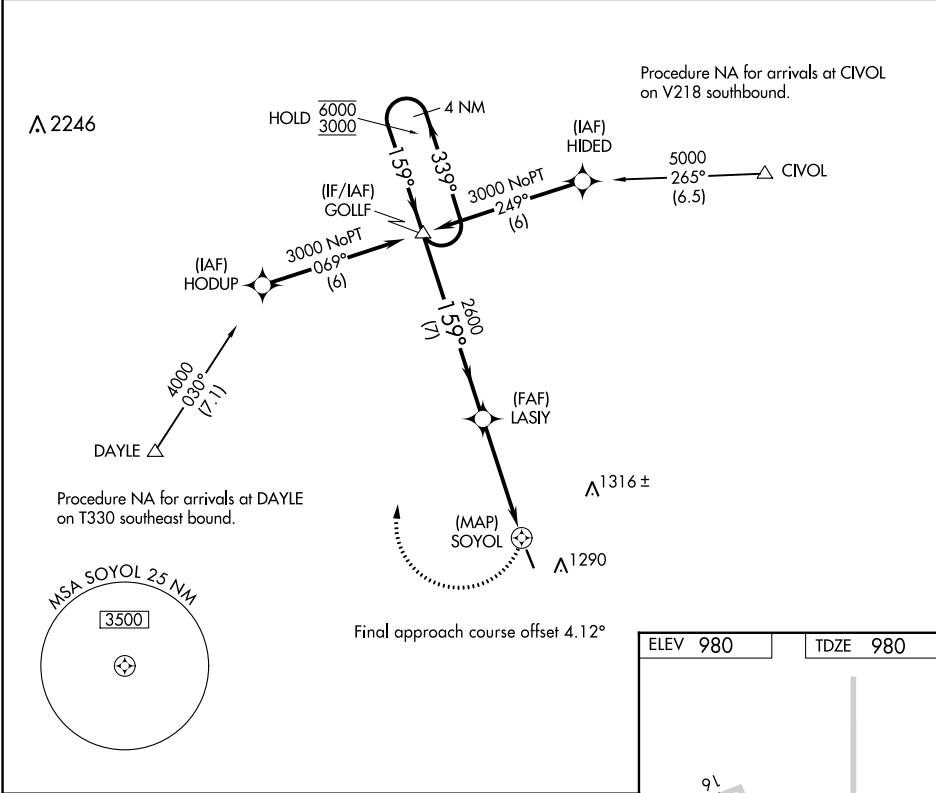 Procedure NA for arrivals at CIVOL
on V218 southbound.
2246
HOLD 6000
3000
4 NM
159°
339°
(IAF)
HIDED
5000
265°
(6.5)
CIVOL
3000 NoPT
249°
(6)
(IF/IAF)
GOLLF
3000 NoPT
069°
(6)
(IAF)
HODUP
2600
159°
(7)
4000
030°
(7.1)
DAYLE
(FAF)
LASIY
Procedure NA for arrivals at DAYLE
on T330 southeast bound.
1316 ±
(MAP)
SOYOL
1290
MSA SOYOL 25 NM
3500
Final approach course offset 4.12°
ELEV 980
TDZE 980
16